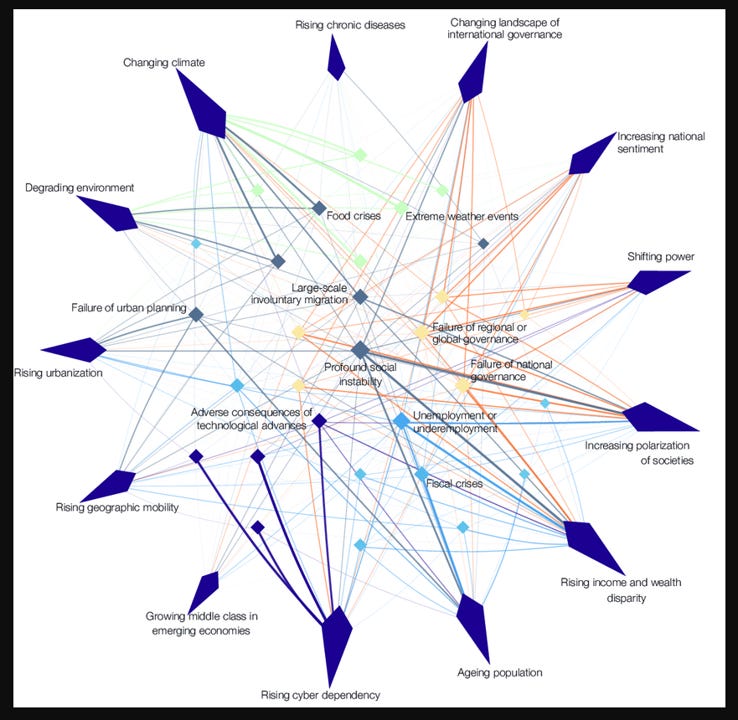 Rising chronic diseases
Changing landscape of
international governance
Changing climate
Increasing national
sentiment
Degrading environment
Food crises
Extreme weather events
Shifting power
Large-scale
involuntary migration
Failure of urban planning
Failure of regional or
global governance
Rising urbanization
Profound social
instability
Failure of national
governance
Adverse consequences of
technological advances
Unemployment or
underemployment
Increasing polarization
of societies
Fiscal crises
Rising geographic mobility
Rising income and wealth
disparity
Growing middle class in
emerging economies
Ageing population
Rising cyber dependency